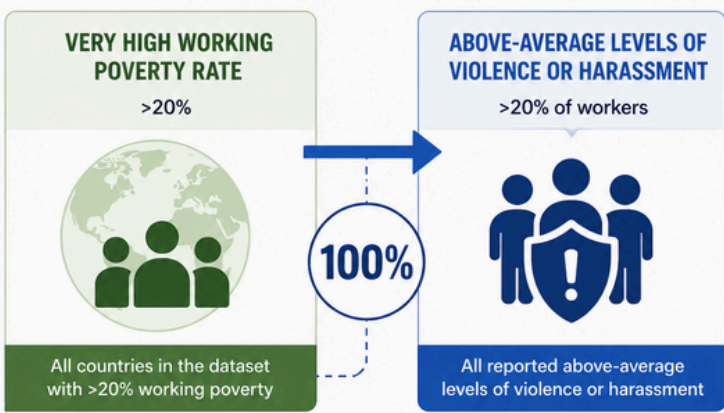 VERY HIGH WORKING
POVERTY RATE
>20%
All countries in the dataset
with >20% working poverty
100%
ABOVE-AVERAGE LEVELS OF
VIOLENCE OR HARASSMENT
>20% of workers
!
All reported above-average
levels of violence or harassment